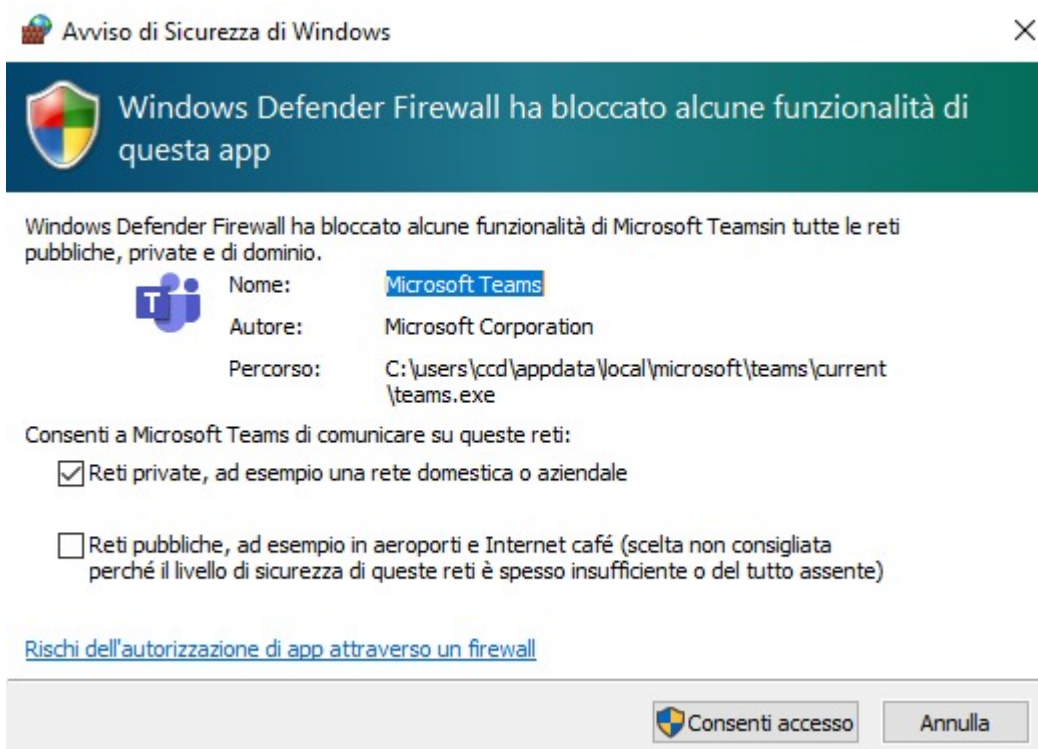 Avviso di Sicurezza di Windows
Windows Defender Firewall ha bloccato alcune funzionalità di
questa app
Windows Defender Firewall ha bloccato alcune funzionalità di Microsoft Teamsin tutte le reti
pubbliche, private e di dominio.
T
Nome: Microsoft Teams
Autore: Microsoft Corporation
Percorso: C:\users\ccd\appdata\local\microsoft\teams\current
\teams.exe
Consenti a Microsoft Teams di comunicare su queste reti:
Reti private, ad esempio una rete domestica o aziendale
Reti pubbliche, ad esempio in aeroporti e Internet café (scelta non consigliata
perché il livello di sicurezza di queste reti è spesso insufficiente o del tutto assente)
Rischi dell'autorizzazione di app attraverso un firewall
Consenti accesso Annulla